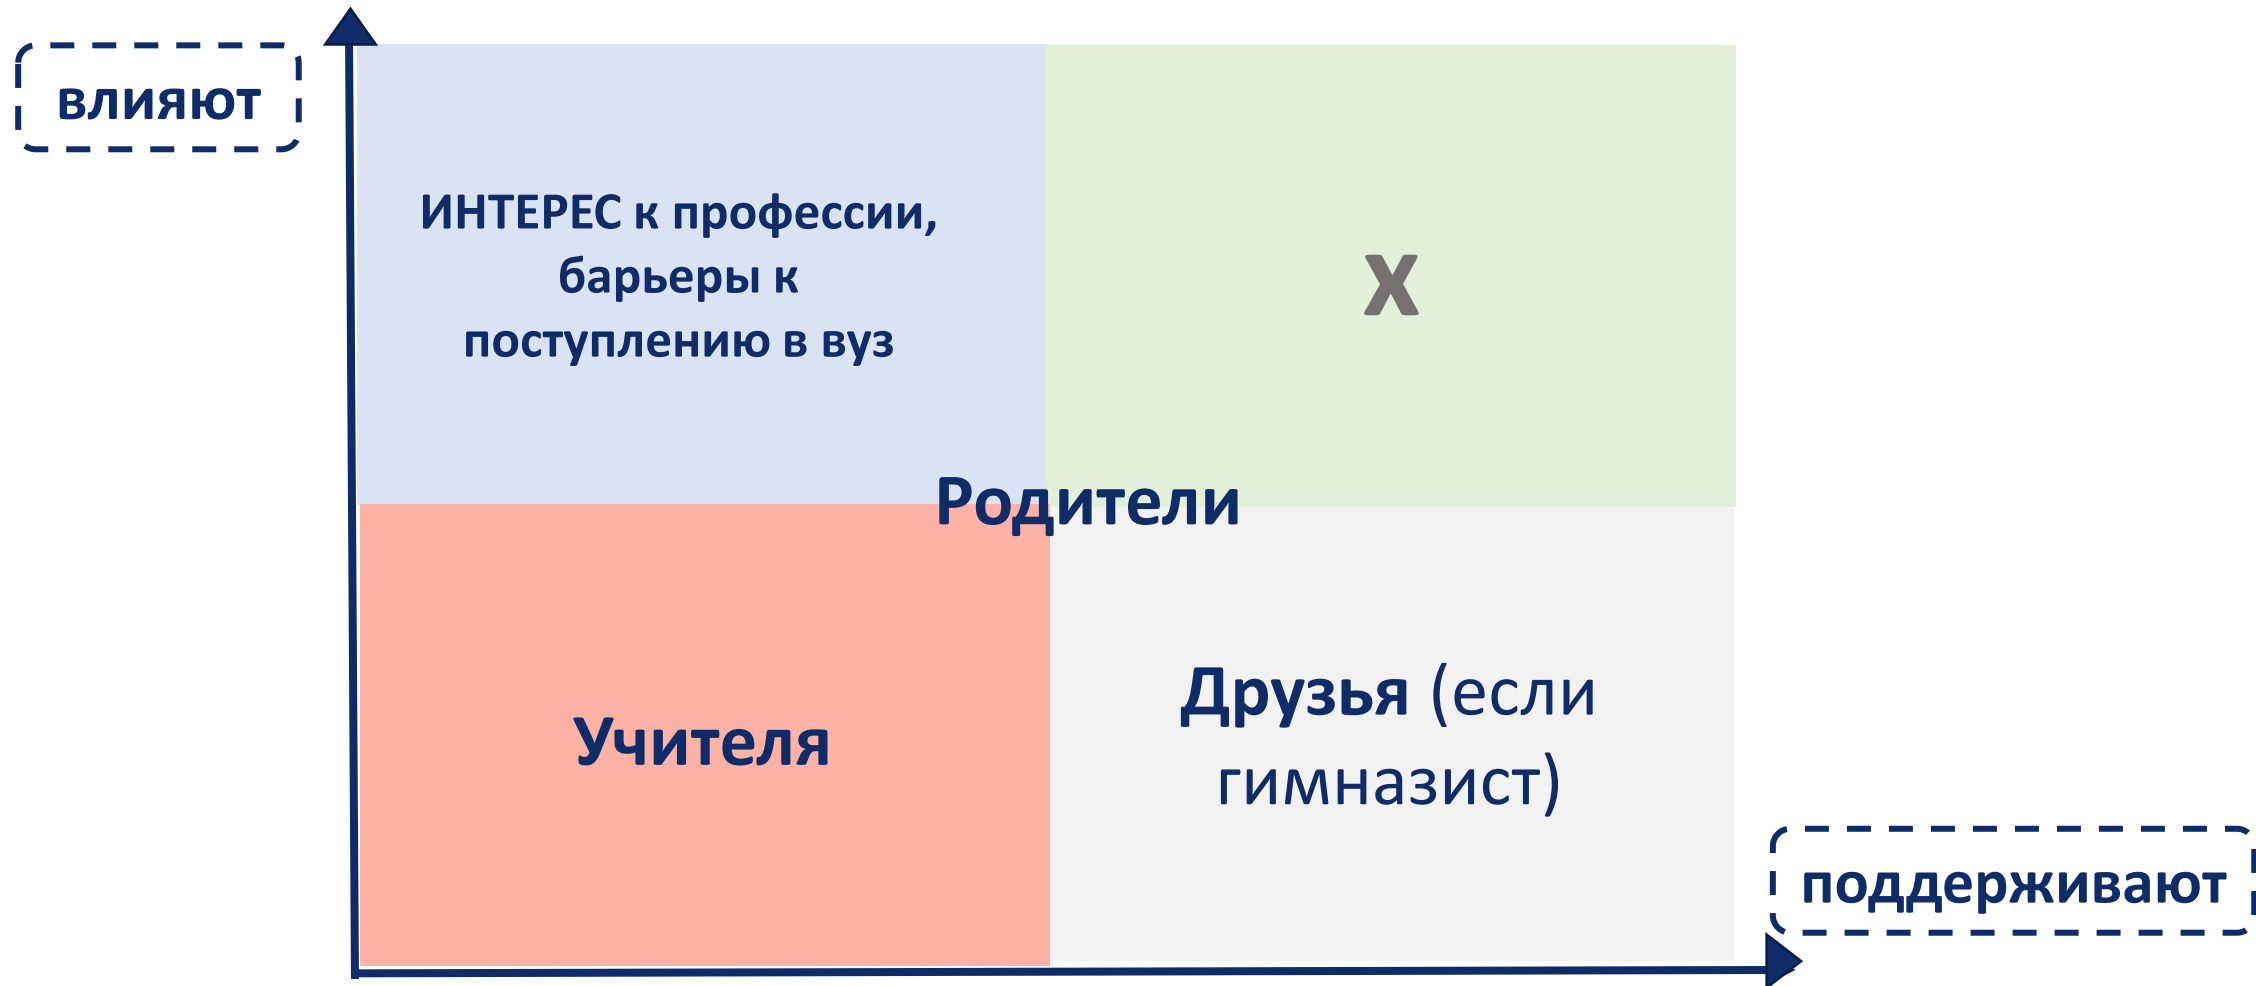 влияют
ИНТЕРЕС к профессии,
барьеры к
поступлению в вуз
X
Родители
Учителя
Друзья (если
гимназист)
поддерживают